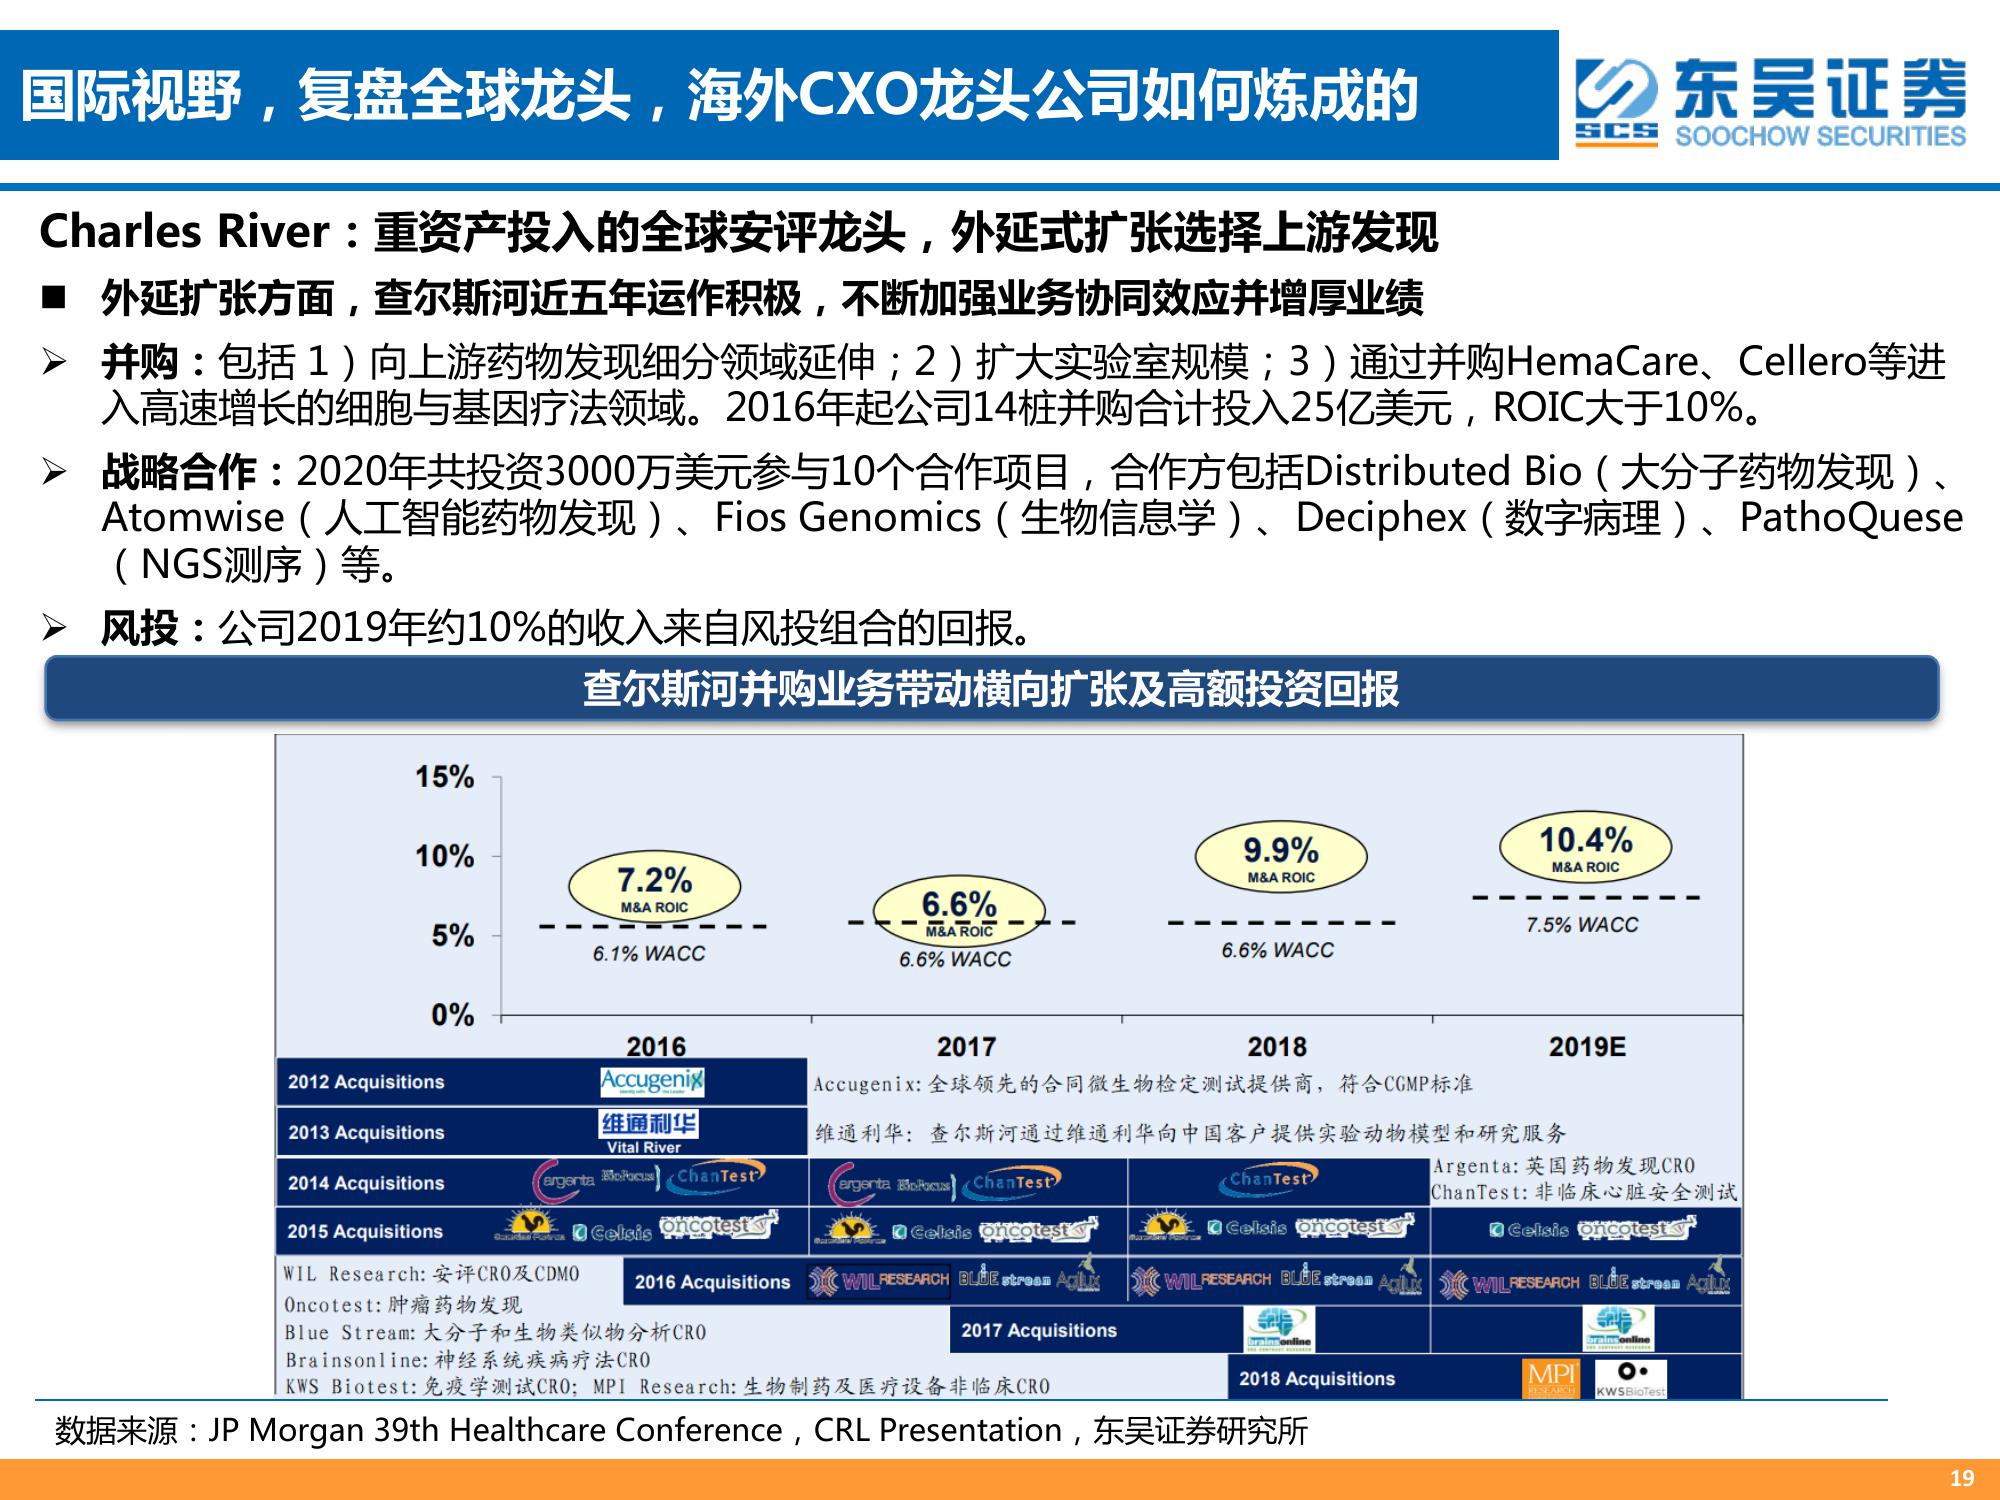 国际视野，复盘全球龙头，海外CXO龙头公司如何炼成的
SCS
东吴证券
SOOCHOW SECURITIES
Charles River：重资产投入的全球安评龙头，外延式扩张选择上游发现
■ 外延扩张方面，查尔斯河近五年运作积极，不断加强业务协同效应并增厚业绩
➢ 并购：包括 1）向上游药物发现细分领域延伸；2）扩大实验室规模；3）通过并购HemaCare、Cellero等进
入高速增长的细胞与基因疗法领域。2016年起公司14桩并购合计投入25亿美元，ROIC大于10%。
➢ 战略合作：2020年共投资3000万美元参与10个合作项目，合作方包括Distributed Bio（大分子药物发现）、
Atomwise（人工智能药物发现）、Fios Genomics（生物信息学）、Deciphex（数字病理）、PathoQuese
（NGS测序）等。
➢ 风投：公司2019年约10%的收入来自风投组合的回报。
查尔斯河并购业务带动横向扩张及高额投资回报
15%
10%
5%
0%
7.2%
M&A ROIC
6.1% WACC
6.6%
M&A ROIC
6.6% WACC
9.9%
M&A ROIC
6.6% WACC
10.4%
M&A ROIC
7.5% WACC
2016 2017 2018 2019E
2012 Acquisitions Accugenix
Accugenix:全球领先的合同微生物检定测试提供商，符合CGMP标准
2013 Acquisitions 维通利华
Vital River
维通利华：查尔斯河通过维通利华向中国客户提供实验动物模型和研究服务
2014 Acquisitions argenta BioFocus ChanTest argenta BioFocus ChanTest ChanTest
Argenta:英国药物发现CRO
ChanTest:非临床心脏安全测试
2015 Acquisitions Celsis oncotest Celsis oncotest Celsis oncotest Celsis oncotest
2016 Acquisitions WIL RESEARCH BLUE stream Agilux WIL RESEARCH BLUE stream Agilux WIL RESEARCH BLUE stream Agilux
2017 Acquisitions brainsonline brainsonline
2018 Acquisitions MPI RESEARCH KWSBioTest
WIL Research:安评CRO及CDMO
Oncotest:肿瘤药物发现
Blue Stream:大分子和生物类似物分析CRO
Brainsonline:神经系统疾病疗法CRO
KWS Biotest:免疫学测试CRO；MPI Research:生物制药及医疗设备非临床CRO
数据来源：JP Morgan 39th Healthcare Conference，CRL Presentation，东吴证券研究所
19